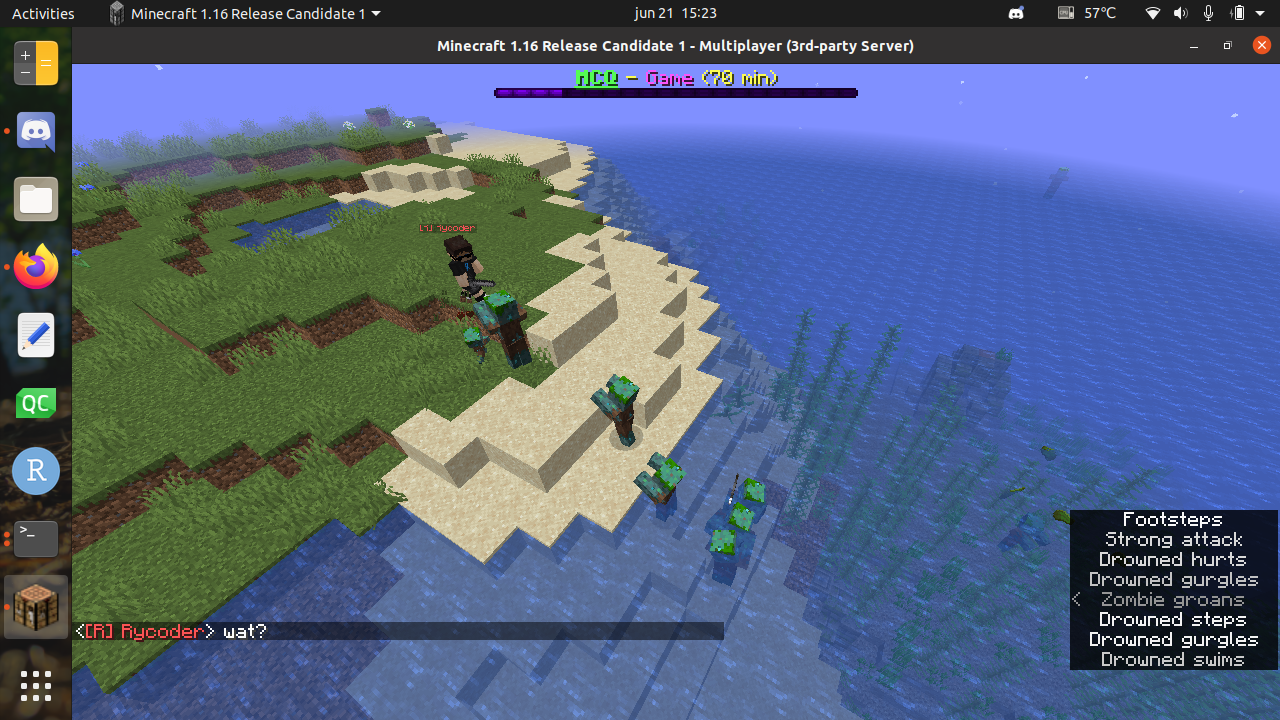 Activities
Minecraft 1.16 Release Candidate 1
jun 21 15:23
57°C
Minecraft 1.16 Release Candidate 1 - Multiplayer (3rd-party Server)
MCQ - Game (70 min)
[R] Rycoder
QC
R
>_
Footsteps
Strong attack
Drowned hurts
Drowned gurgles
< Zombie groans
Drowned steps
Drowned gurgles
Drowned swims
<[R] Rycoder> wat?